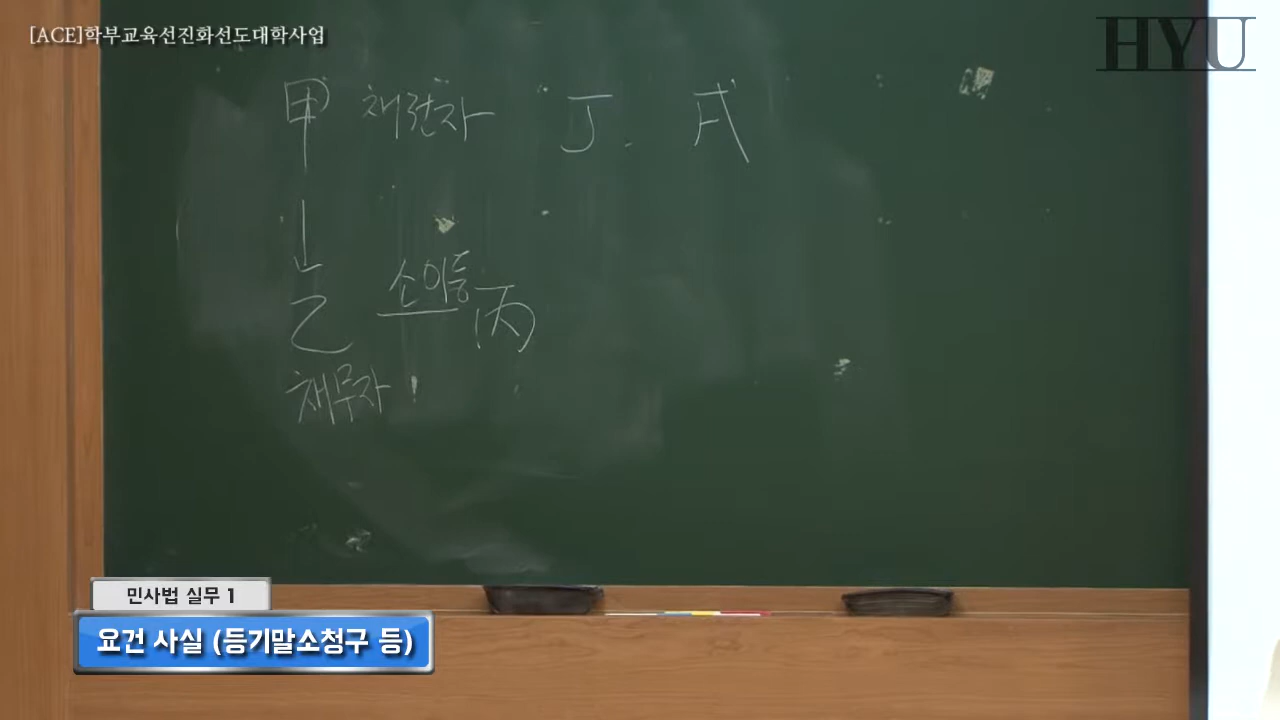 [ACE]학부교육선진화선도대학사업
HYU
甲 채권자 丁. 戊
↓
乙 소이등 丙
채무자
민사법 실무 1
요건 사실 (등기말소청구 등)